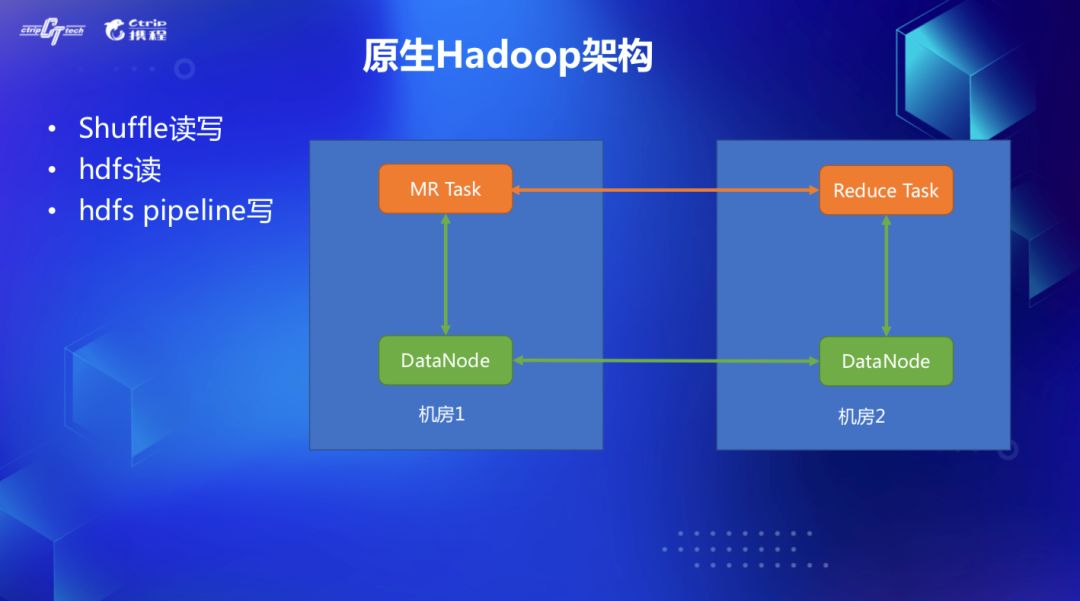 ctrip tech
Ctrip
携程
原生Hadoop架构
• Shuffle读写
• hdfs读
• hdfs pipeline写
MR Task
Reduce Task
DataNode
DataNode
机房1
机房2